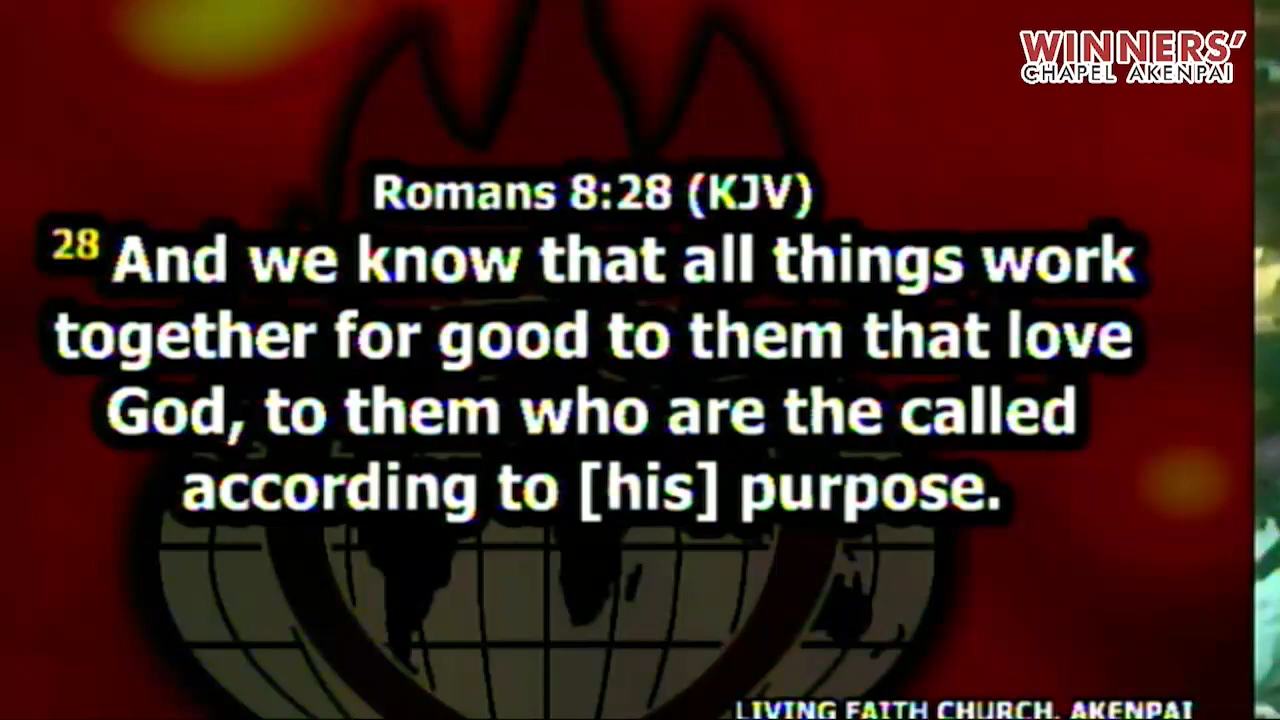 WINNERS'
CHAPEL AKENPAI
Romans 8:28 (KJV)
28 And we know that all things work
together for good to them that love
God, to them who are the called
according to [his] purpose.
LIVING FAITH CHURCH, AKENPAI